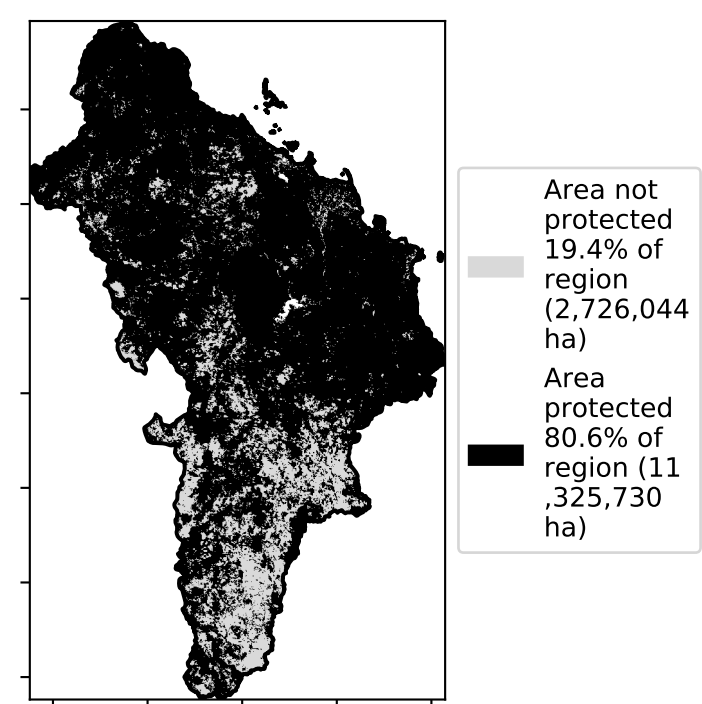 Area not
protected
19.4% of
region
(2,726,044
ha)
Area
protected
80.6% of
region (11
,325,730
ha)